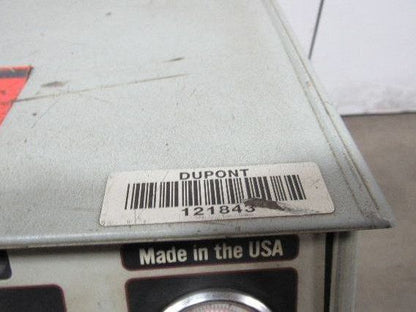 DUPONT
121843
Made in the USA